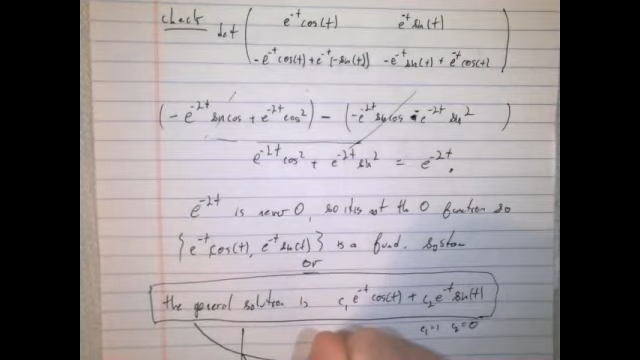 check det ( e^-t cos(t) e^-t sin(t)
-e^-t cos(t) + e^-t (-sin(t)) -e^-t sin(t) + e^-t cos(t) )
(-e^-2t sin cos + e^-2t cos^2) - (-e^-2t sin cos - e^-2t sin^2)
e^-2t cos^2 + e^-2t sin^2 = e^-2t.
e^-2t is never 0, so it is not the 0 function so
{e^-t cos(t), e^-t sin(t)} is a fund. system
or
the general solution is c_1 e^-t cos(t) + c_2 e^-t sin(t)
c_1=1 c_2=0